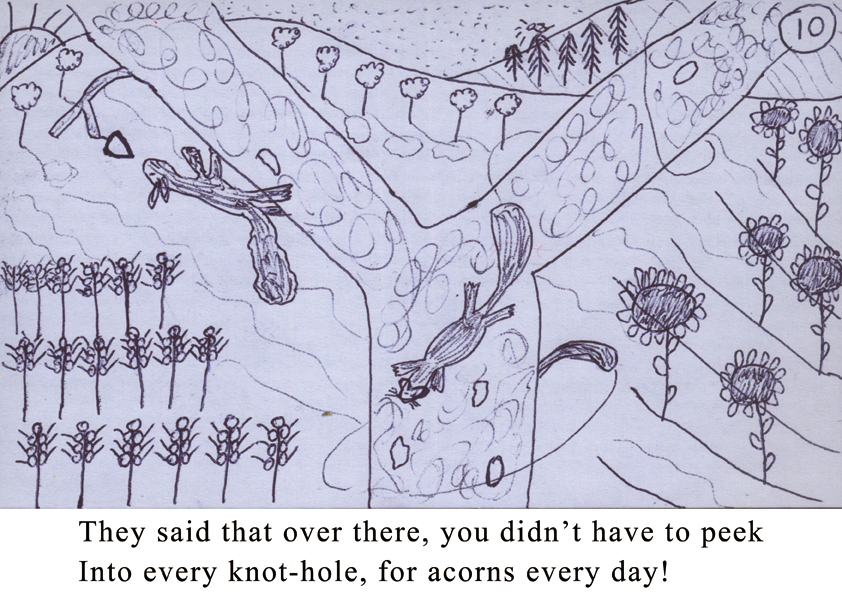 10
They said that over there, you didn't have to peek
Into every knot-hole, for acorns every day!